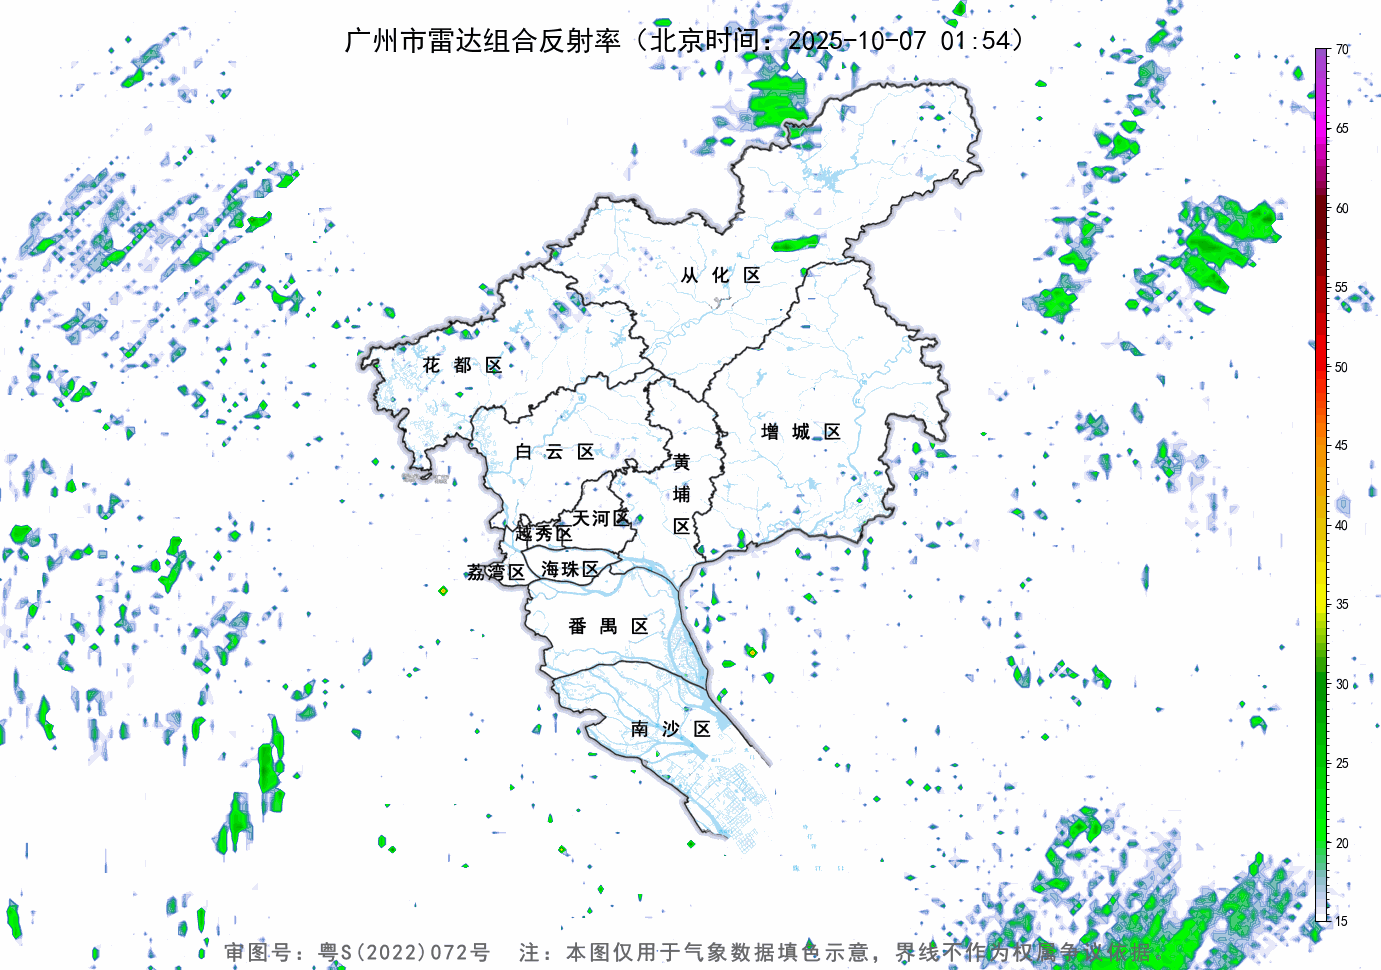 广州市雷达组合反射率（北京时间：2025-10-07 01:54）
70
65
60
55
50
45
40
35
30
25
20
15
从化区
花都区
增城区
白云区
黄埔区
天河区
越秀区
海珠区
荔湾区
番禺区
南沙区
审图号：粤S(2022)072号 注：本图仅用于气象数据填色示意，界线不作为权属争议依据。